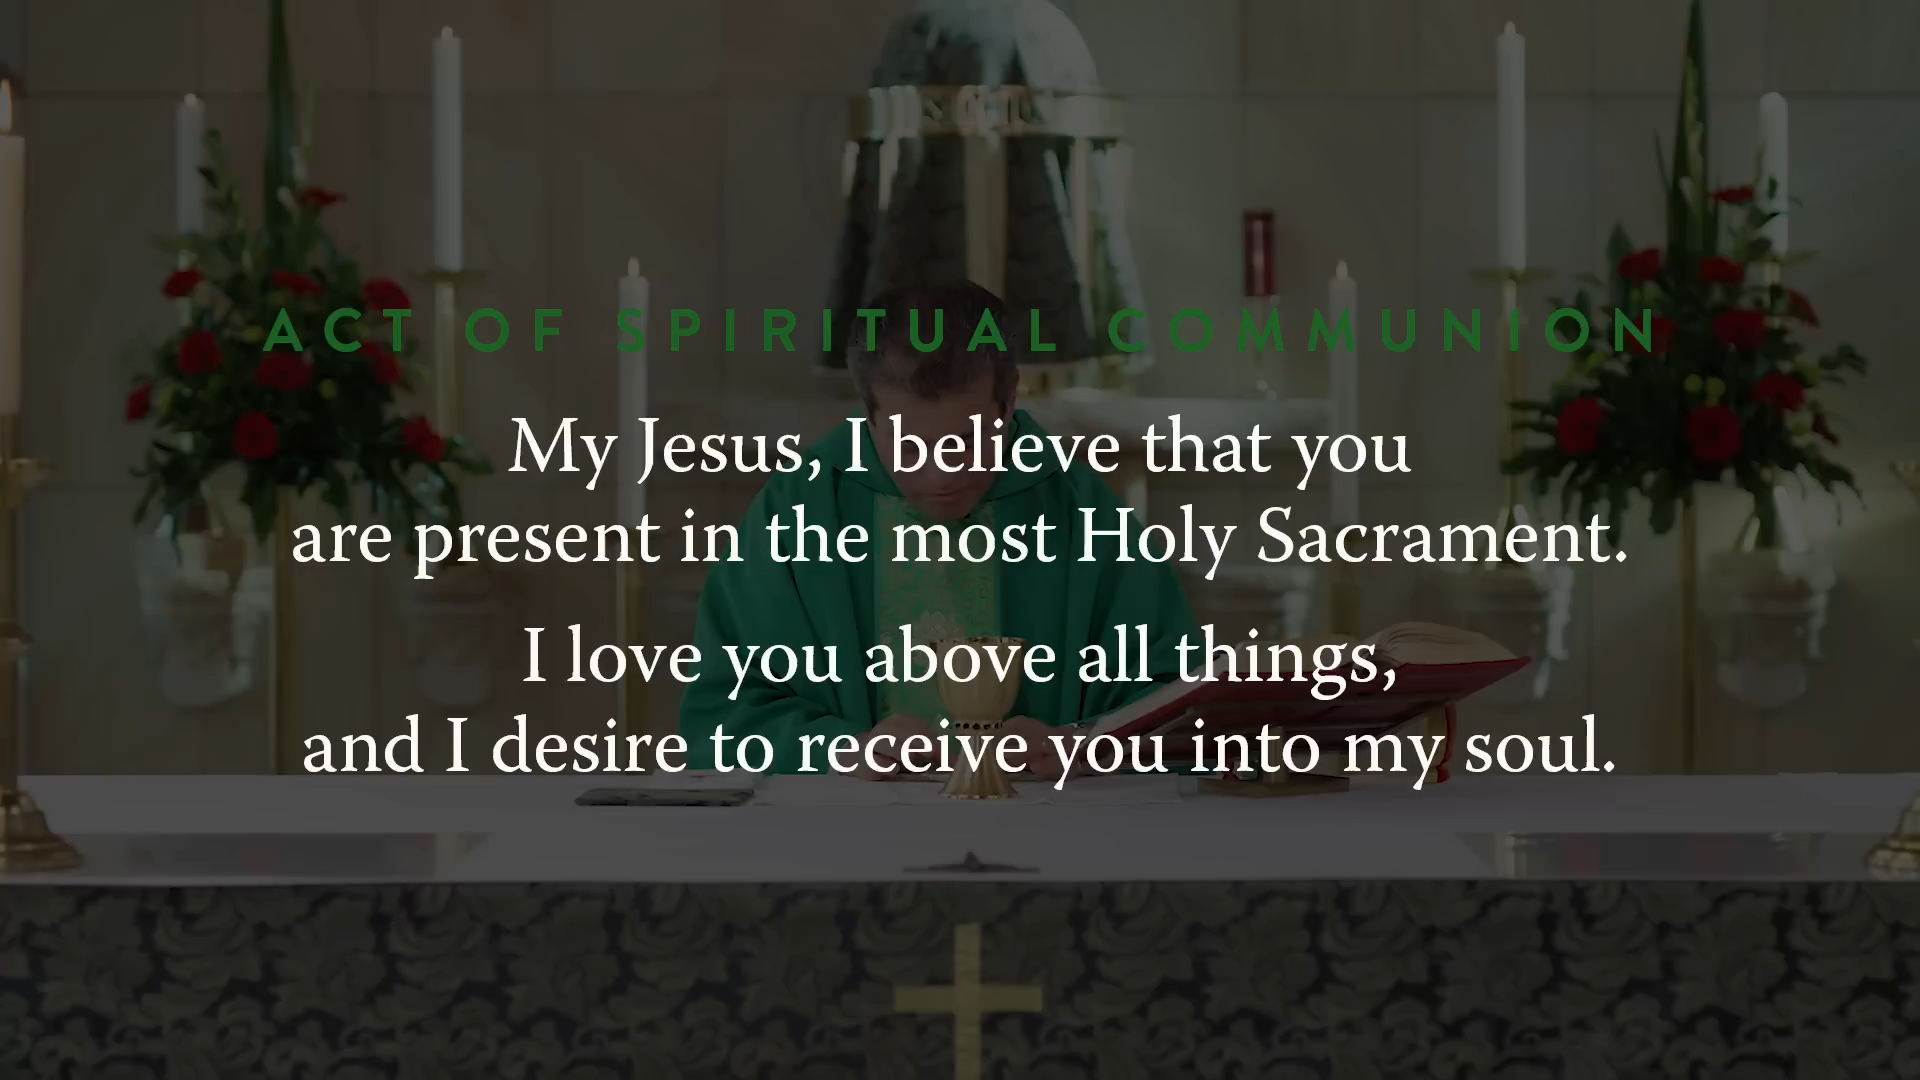 ACT OF SPIRITUAL COMMUNION
My Jesus, I believe that you
are present in the most Holy Sacrament.
I love you above all things,
and I desire to receive you into my soul.